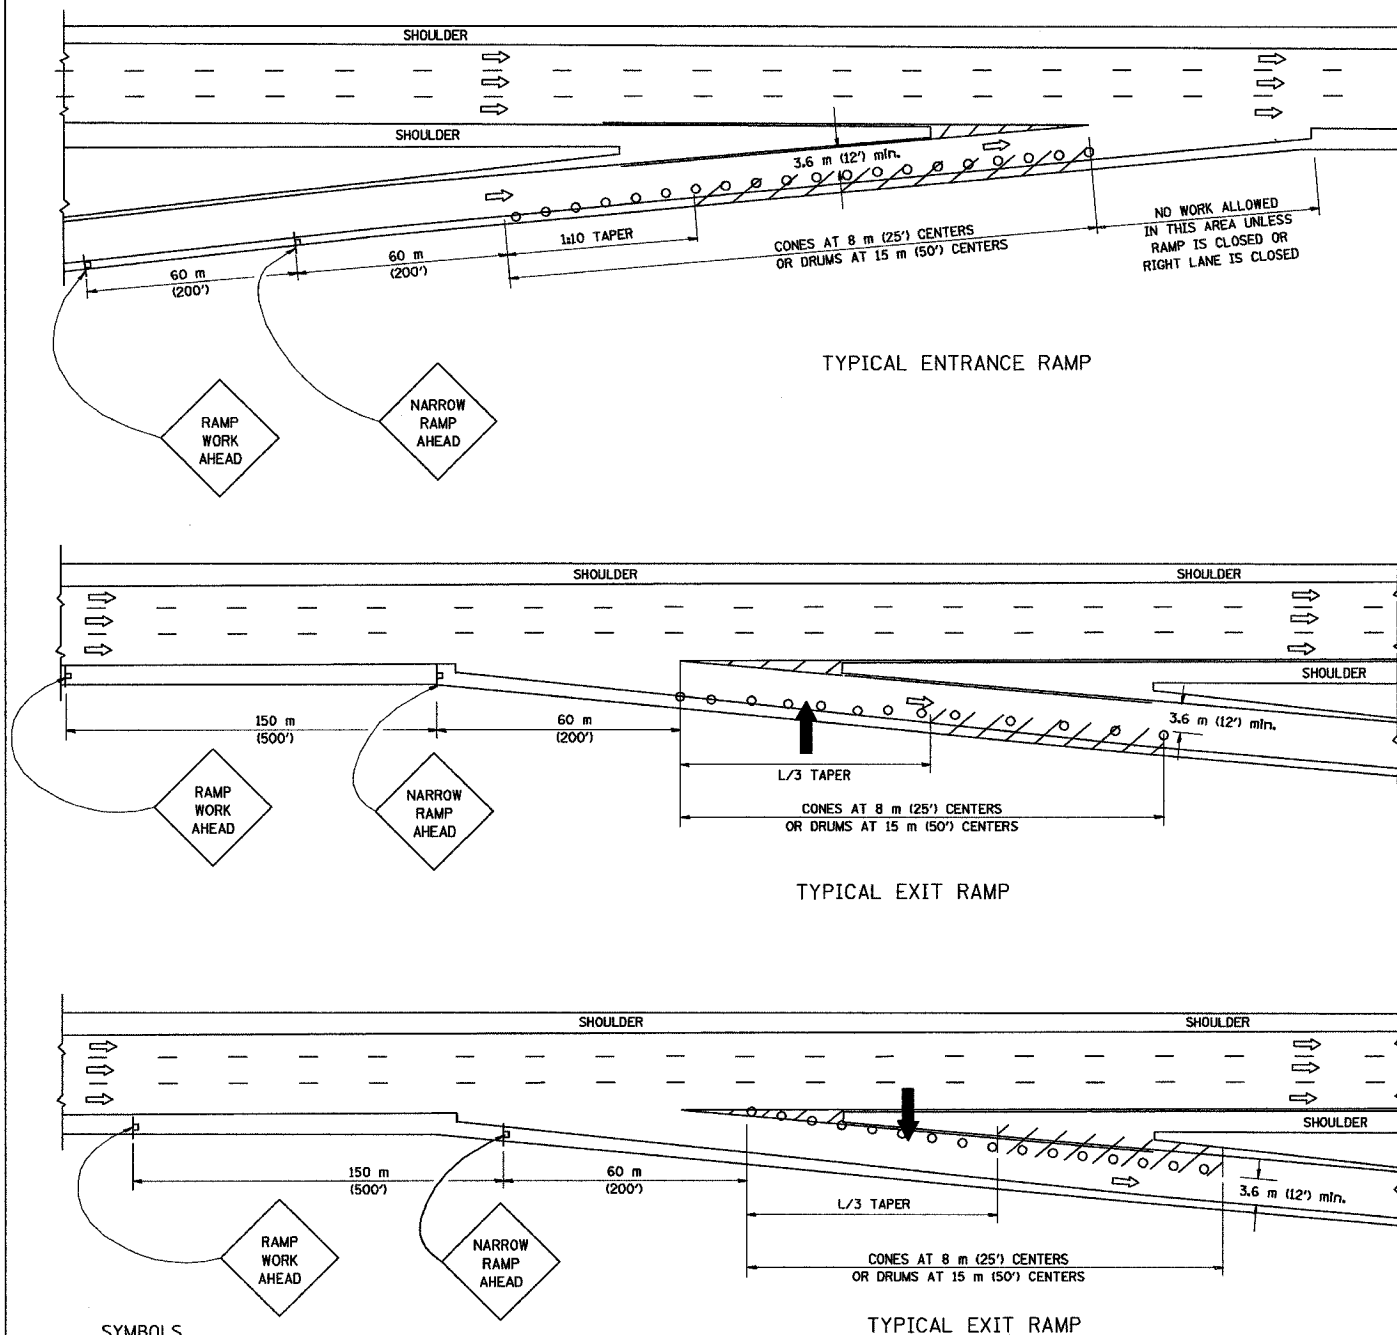 SHOULDER
SHOULDER
3.6 m (12') min.
1:10 TAPER
CONES AT 8 m (25') CENTERS
OR DRUMS AT 15 m (50') CENTERS
NO WORK ALLOWED
IN THIS AREA UNLESS
RAMP IS CLOSED OR
RIGHT LANE IS CLOSED
60 m
(200')
60 m
(200')
TYPICAL ENTRANCE RAMP
RAMP
WORK
AHEAD
NARROW
RAMP
AHEAD
SHOULDER
SHOULDER
SHOULDER
3.6 m (12') min.
150 m
(500')
60 m
(200')
L/3 TAPER
CONES AT 8 m (25') CENTERS
OR DRUMS AT 15 m (50') CENTERS
RAMP
WORK
AHEAD
NARROW
RAMP
AHEAD
TYPICAL EXIT RAMP
SHOULDER
SHOULDER
SHOULDER
150 m
(500')
60 m
(200')
3.6 m (12') min.
L/3 TAPER
CONES AT 8 m (25') CENTERS
OR DRUMS AT 15 m (50') CENTERS
RAMP
WORK
AHEAD
NARROW
RAMP
AHEAD
TYPICAL EXIT RAMP
SYMBOLS